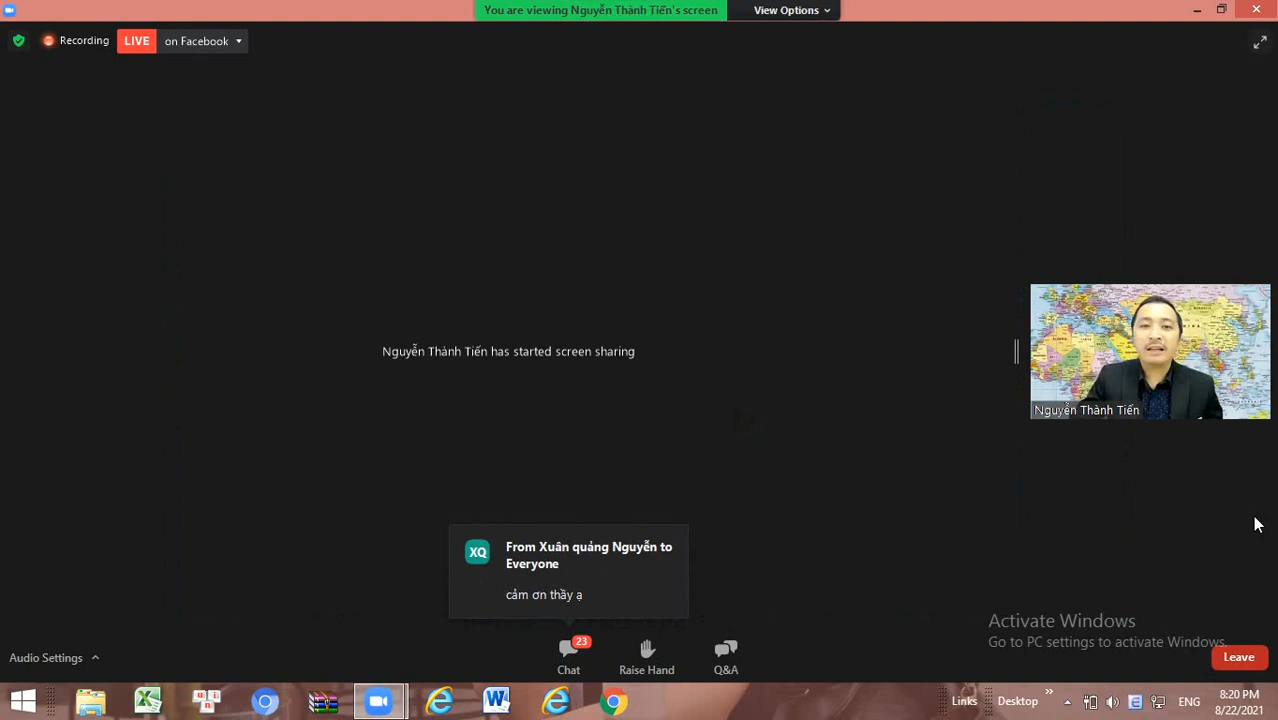 You are viewing Nguyễn Thành Tiến's screen
View Options
Recording
LIVE
on Facebook
Nguyễn Thành Tiến has started screen sharing
Nguyễn Thành Tiến
XQ
From Xuân quảng Nguyễn to
Everyone
cảm ơn thầy ạ
Activate Windows
Go to PC settings to activate Windows.
Audio Settings
23
Chat
Raise Hand
Q&A
Leave
Links
Desktop
ENG
8:20 PM
8/22/2021